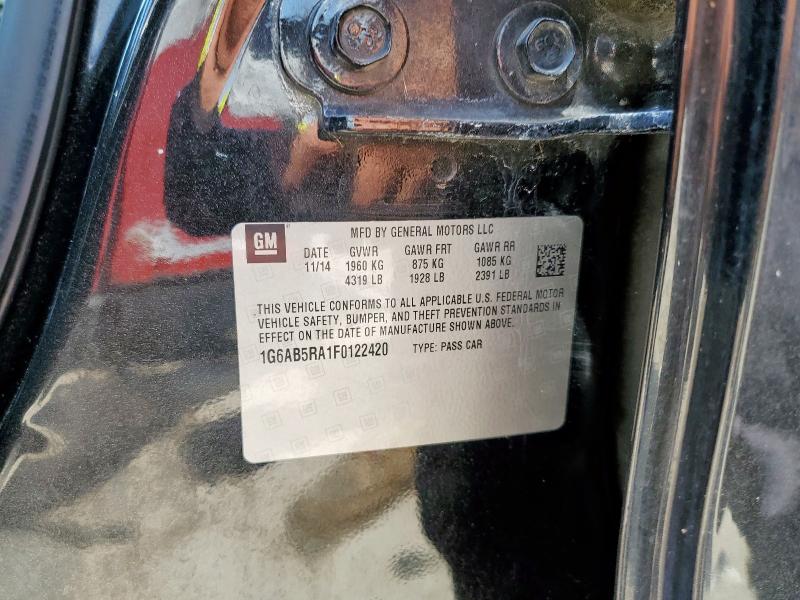 GM
MFD BY GENERAL MOTORS LLC
DATE GVWR GAWR FRT GAWR RR
11/14 1960 KG 875 KG 1085 KG
4319 LB 1928 LB 2391 LB
THIS VEHICLE CONFORMS TO ALL APPLICABLE U.S. FEDERAL MOTOR
VEHICLE SAFETY, BUMPER, AND THEFT PREVENTION STANDARDS IN
EFFECT ON THE DATE OF MANUFACTURE SHOWN ABOVE.
1G6AB5RA1F0122420 TYPE: PASS CAR